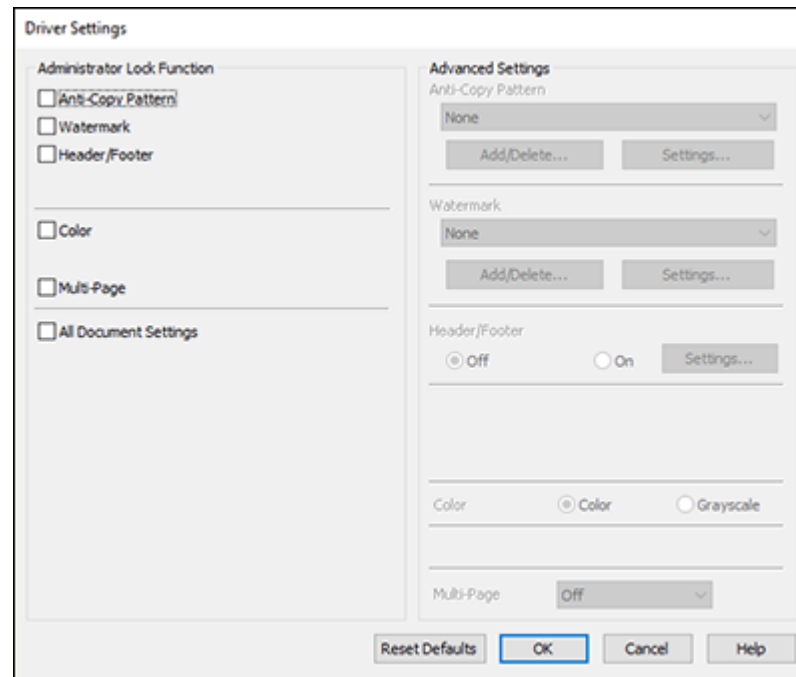 Driver Settings
Administrator Lock Function
Anti-Copy Pattern
Watermark
Header/Footer
Color
Multi-Page
All Document Settings
Advanced Settings
Anti-Copy Pattern
None
Add/Delete... Settings...
Watermark
None
Add/Delete... Settings...
Header/Footer
Off On Settings...
Color Color Grayscale
Multi-Page Off
Reset Defaults OK Cancel Help